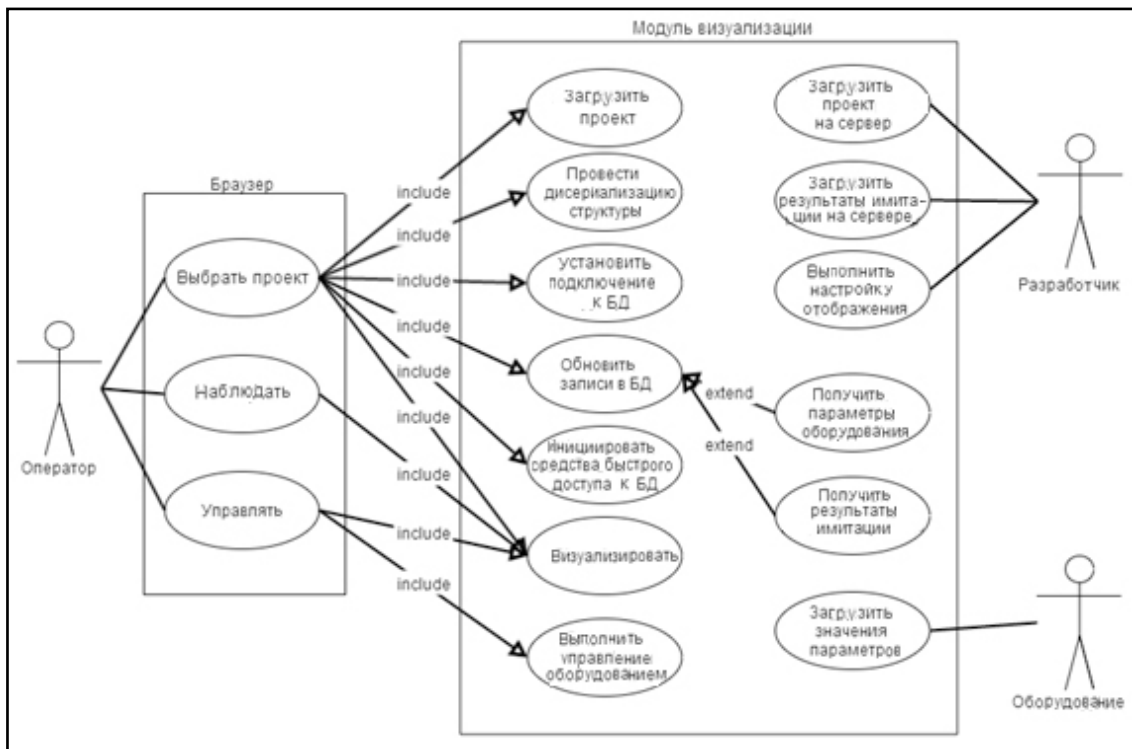 Модуль визуализации
Браузер
Оператор
Выбрать проект
Наблюдать
Управлять
include
include
include
include
include
include
include
include
include
Загрузить
проект
Провести
дисериализацию
структуры
Установить
подключение
к БД
Обновить
записи в БД
Инициировать
средства быстрого
доступа к БД
Визуализировать
Выполнить
управление
оборудованием
extend
extend
Загрузить
проект
на сервер
Загрузить
результаты имита-
ции на сервере
Выполнить
настройку
отображения
Получить
параметры
оборудования
Получить
результаты
имитации
Загрузить
значения
параметров
Разработчик
Оборудование